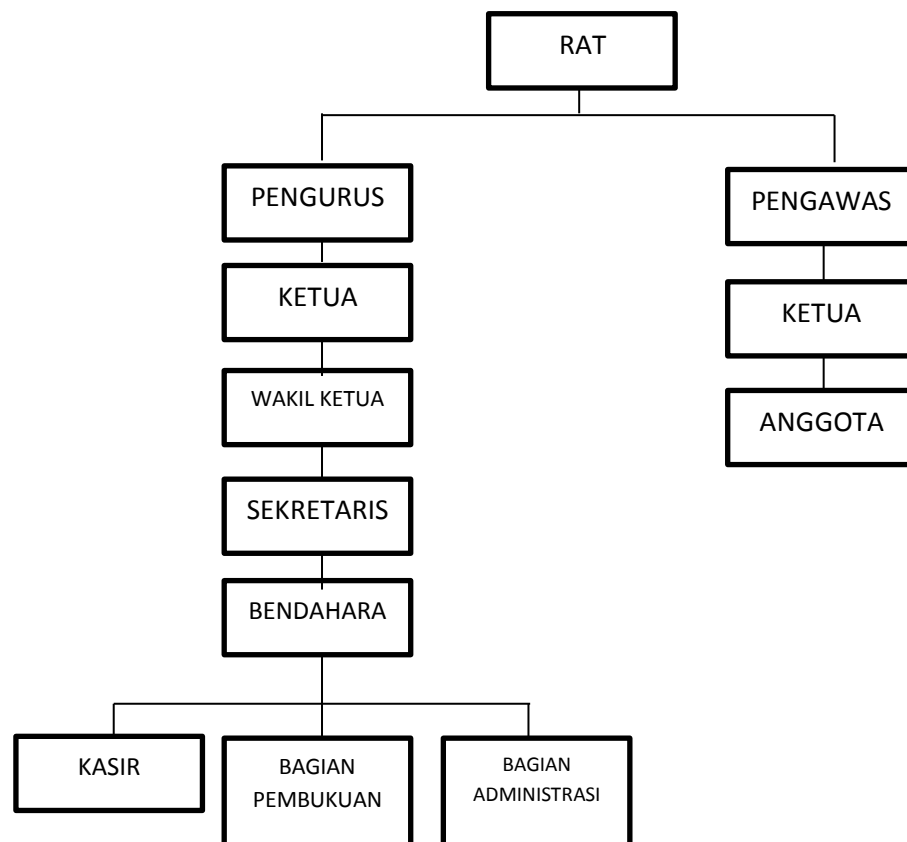 RAT
PENGURUS
PENGAWAS
KETUA
KETUA
WAKIL KETUA
ANGGOTA
SEKRETARIS
BENDAHARA
KASIR
BAGIAN
PEMBUKUAN
BAGIAN
ADMINISTRASI